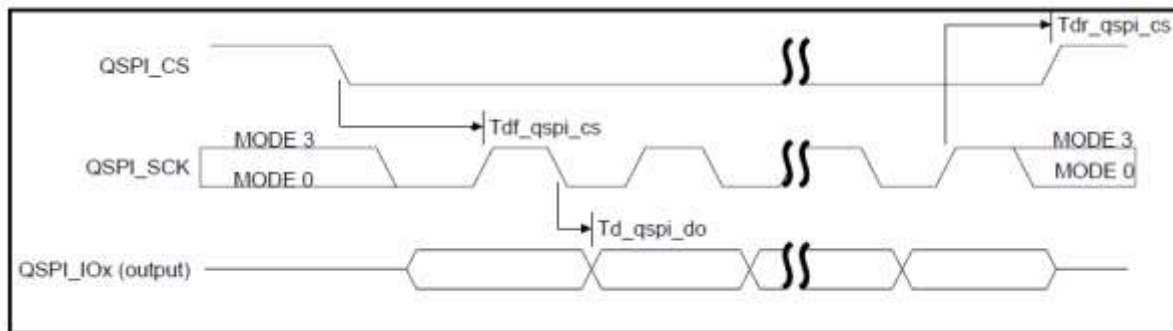 Tdr_qspi_cs
QSPI_CS
Tdf_qspi_cs
MODE 3
MODE 3
QSPI_SCK
MODE 0
MODE 0
Td_qspi_do
QSPI_IOx (output)